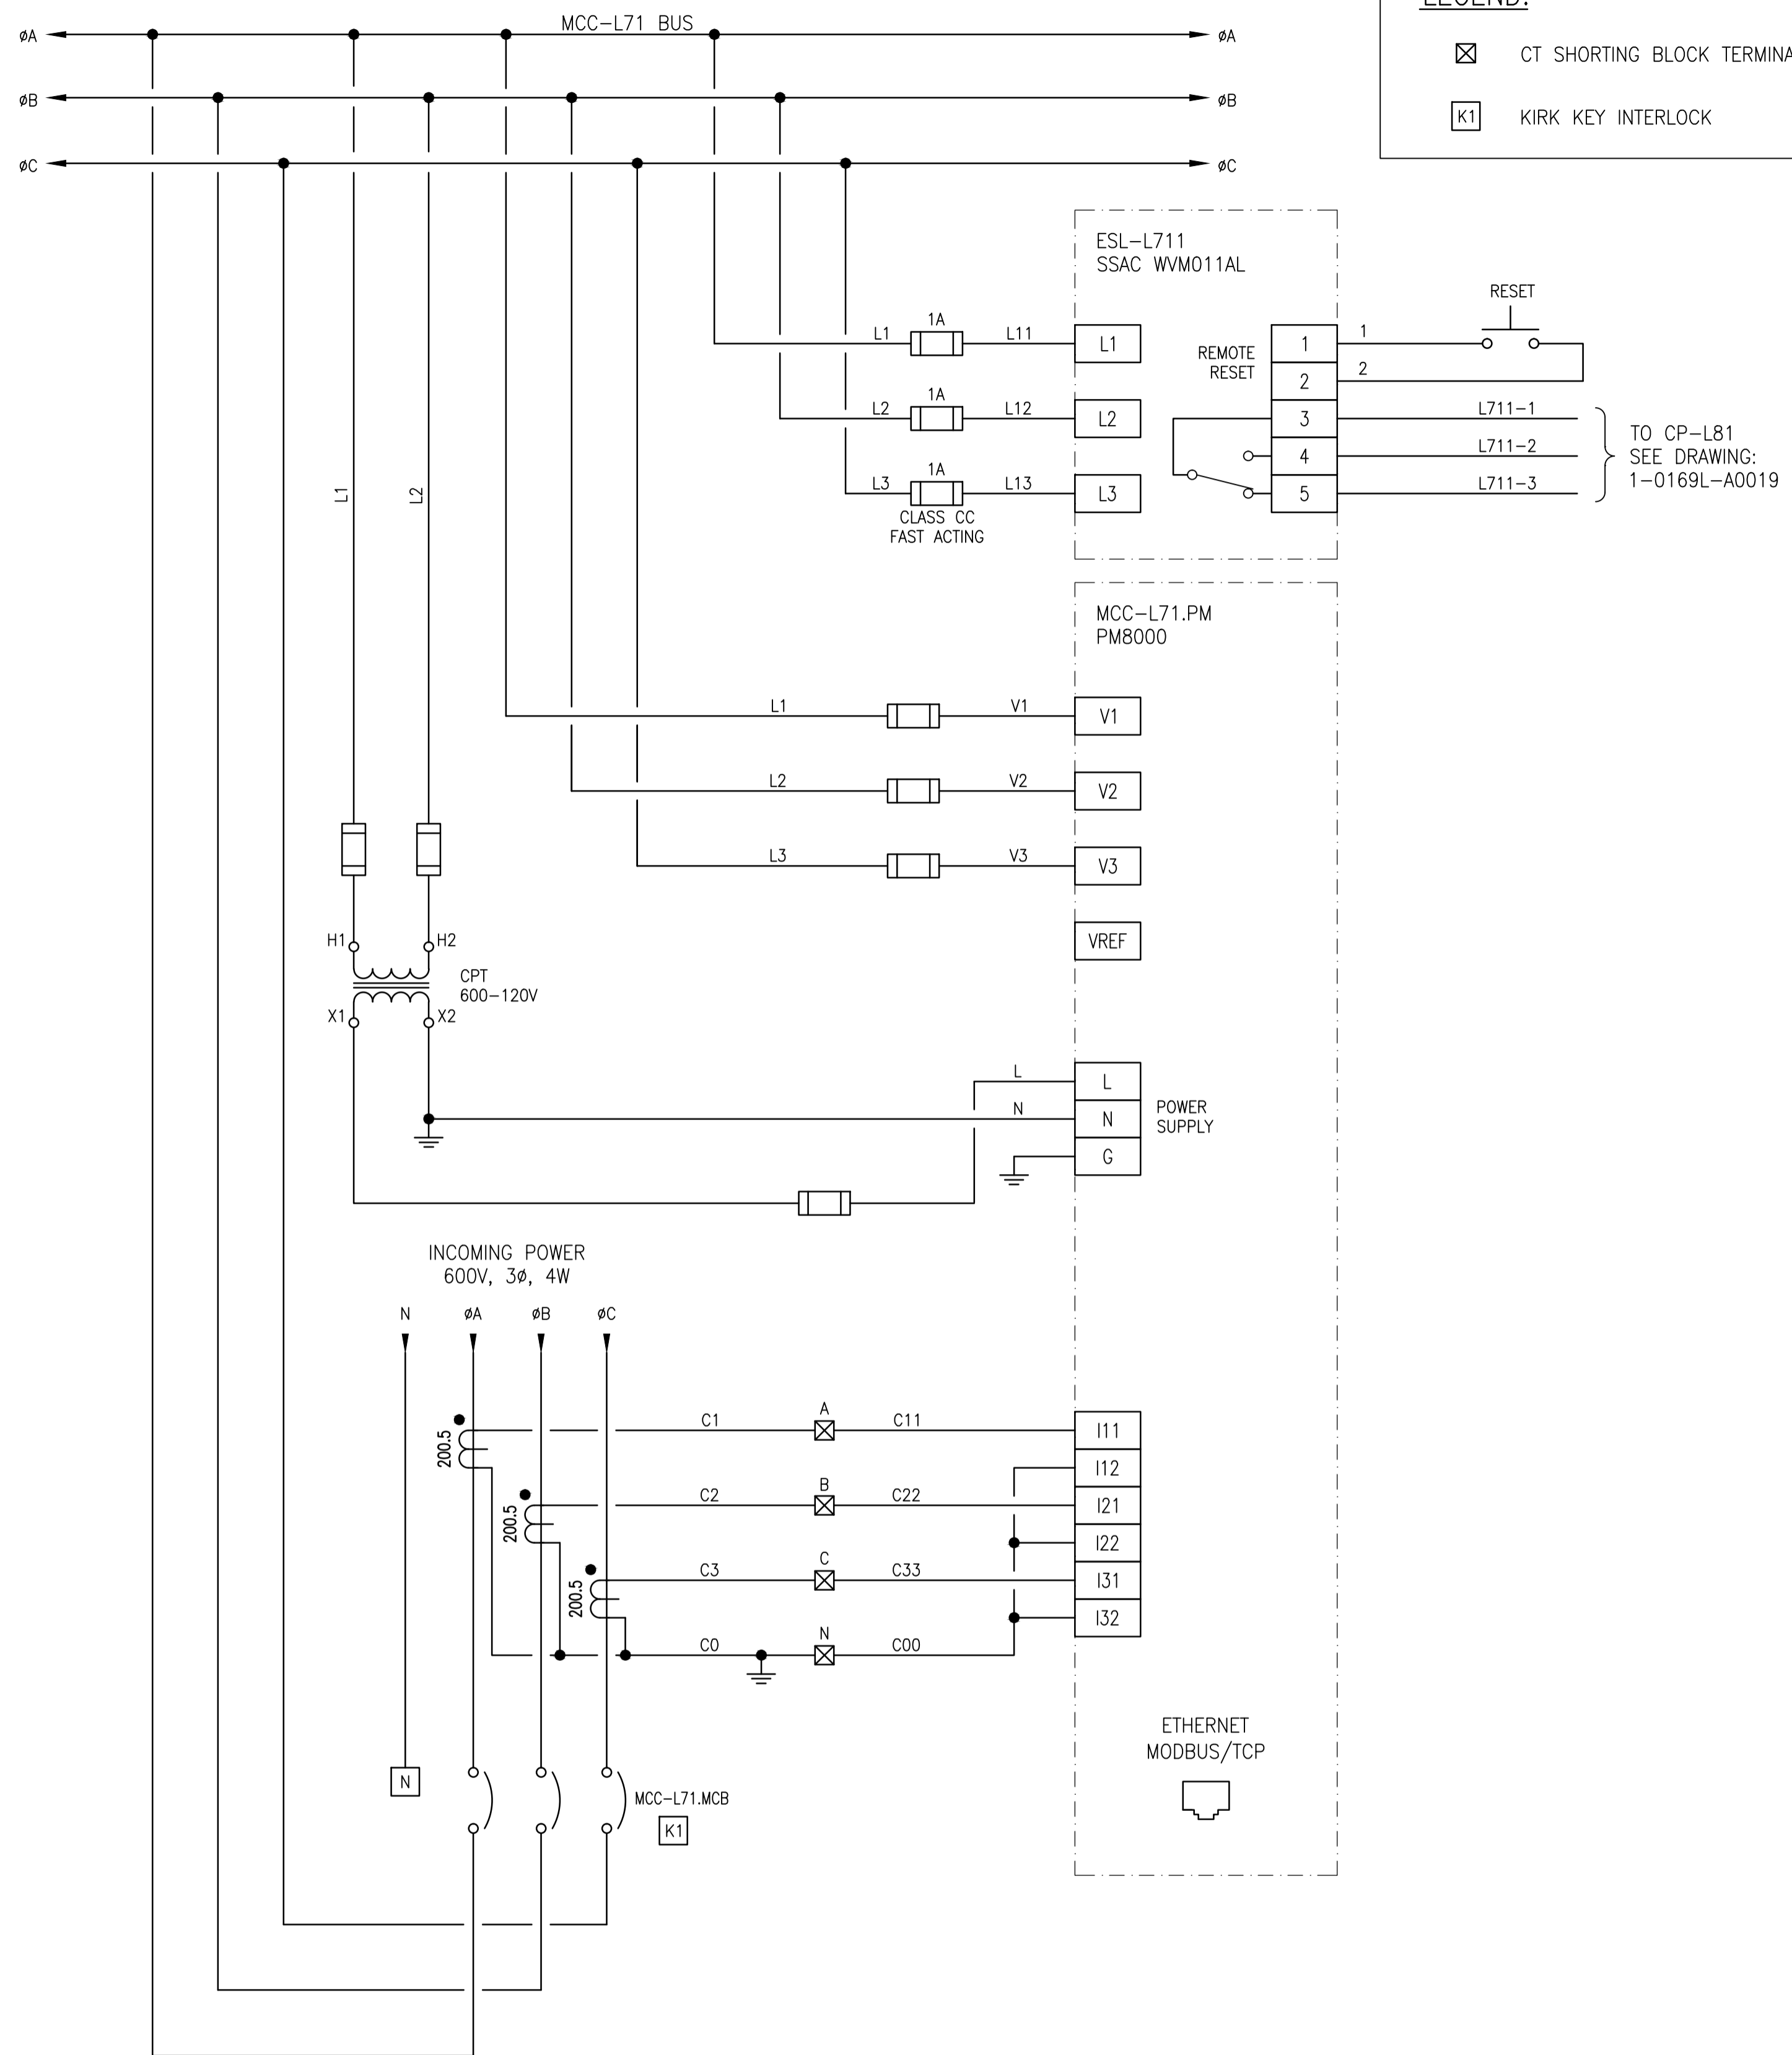 LEGEND:
CT SHORTING BLOCK
K1 KIRK KEY INTERLOCK
MCC-L71 BUS
øA
øA
øB
øB
øC
øC
ESL-L711
SSAC WVM011AL
L1 1A L11 L1
L2 1A L12 L2
L3 1A L13 L3
CLASS CC
FAST ACTING
REMOTE
RESET
1
2
3
4
5
RESET
1
2
L711-1
L711-2
L711-3
TO CP-L81
SEE DRAWING:
1-0169L-A0019
L1
L2
MCC-L71.PM
PM8000
L1 V1 V1
L2 V2 V2
L3 V3 V3
VREF
H1 H2
CPT
600-120V
X1 X2
L L
N N
G
POWER
SUPPLY
INCOMING POWER
600V, 3ø, 4W
N øA øB øC
200.5
200.5
200.5
C1 A C11 I11
I12
C2 B C22 I21
I22
C3 C C33 I31
I32
C0 N C00
ETHERNET
MODBUS/TCP
N
MCC-L71.MCB
K1